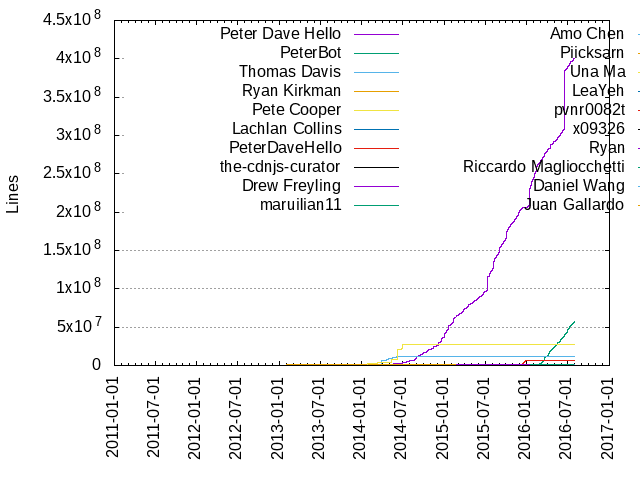 4.5x10^8
4x10^8
3.5x10^8
3x10^8
2.5x10^8
2x10^8
1.5x10^8
1x10^8
5x10^7
0
Lines
Peter Dave Hello
PeterBot
Thomas Davis
Ryan Kirkman
Pete Cooper
Lachlan Collins
PeterDaveHello
the-cdnjs-curator
Drew Freyling
maruilian11
Amo Chen
Piicksarn
Una Ma
LeaYeh
pvnr0082t
x09326
Ryan
Riccardo Magliocchetti
Daniel Wang
Juan Gallardo
2011-01-01
2011-07-01
2012-01-01
2012-07-01
2013-01-01
2013-07-01
2014-01-01
2014-07-01
2015-01-01
2015-07-01
2016-01-01
2016-07-01
2017-01-01